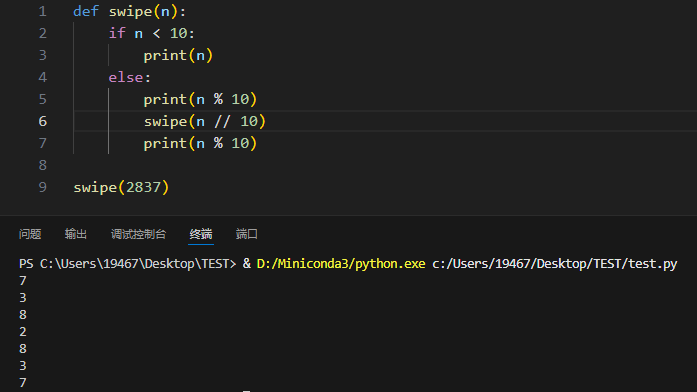 1 def swipe(n):
2     if n < 10:
3         print(n)
4     else:
5         print(n % 10)
6         swipe(n // 10)
7         print(n % 10)
8
9 swipe(2837)
问题 输出 调试控制台 终端 端口
PS C:\Users\19467\Desktop\TEST> & D:/Miniconda3/python.exe c:/Users/19467/Desktop/TEST/test.py
7
3
8
2
8
3
7